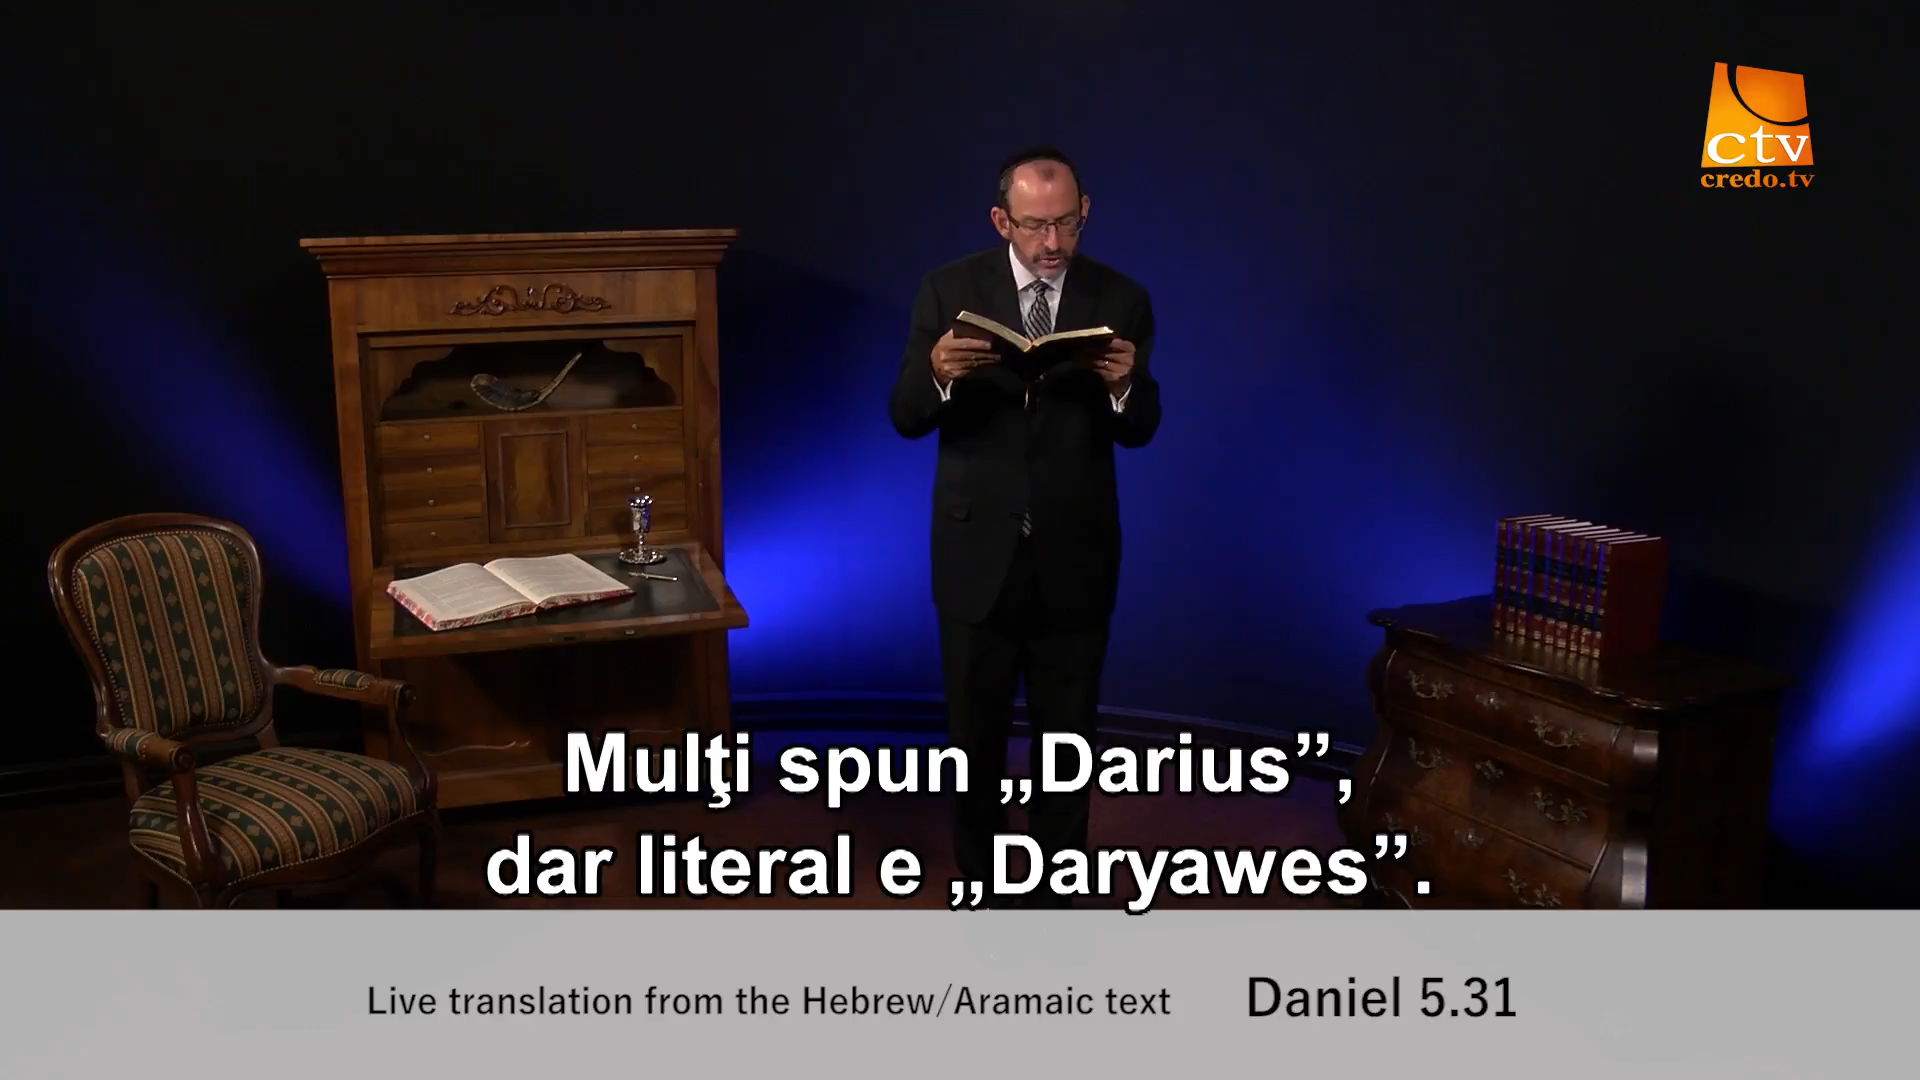 ctv
credo.tv
Mulţi spun „Darius”,
dar literal e „Daryawes”.
Live translation from the Hebrew/Aramaic text
Daniel 5.31